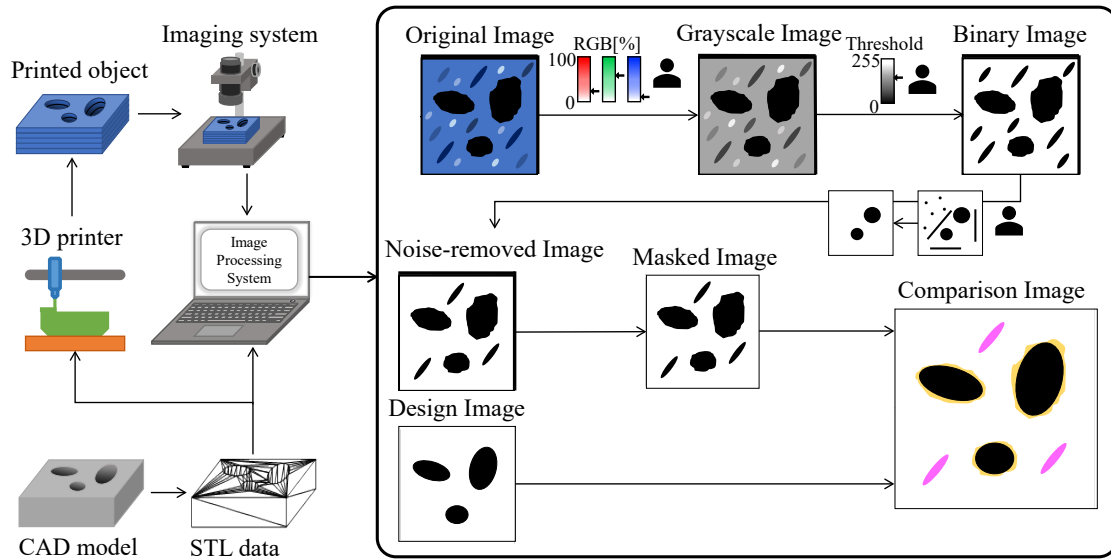 Imaging system
Printed object
3D printer
Image
Processing
System
CAD model
STL data
Original Image
RGB[%]
100
0
Grayscale Image
Threshold
255
0
Binary Image
Noise-removed Image
Masked Image
Comparison Image
Design Image